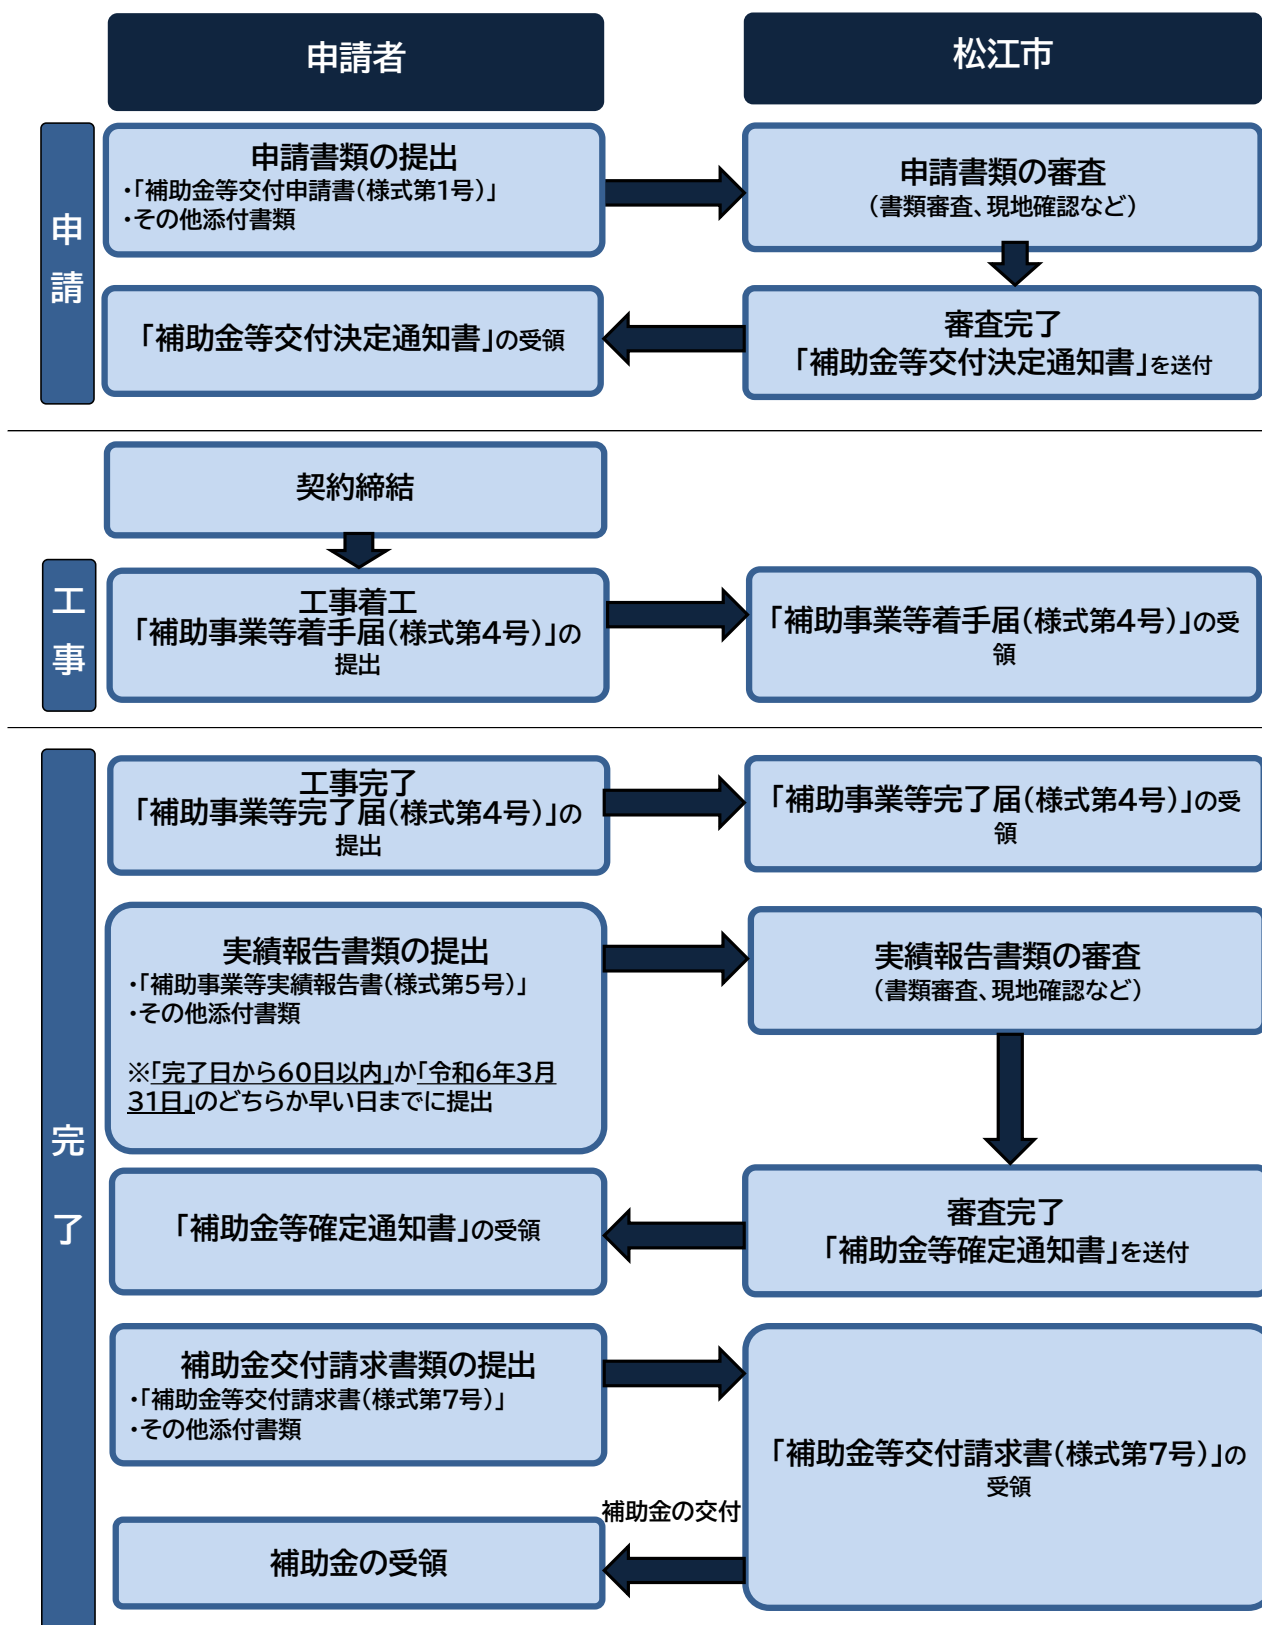 申請者
松江市
申請
申請書類の提出
・「補助金等交付申請書(様式第1号)」
・その他添付書類
申請書類の審査
(書類審査、現地確認など)
「補助金等交付決定通知書」の受領
審査完了
「補助金等交付決定通知書」を送付
契約締結
工事
工事着工
「補助事業等着手届(様式第4号)」の
提出
「補助事業等着手届(様式第4号)」の受
領
完了
工事完了
「補助事業等完了届(様式第4号)」の
提出
「補助事業等完了届(様式第4号)」の受
領
実績報告書類の提出
・「補助事業等実績報告書(様式第5号)」
・その他添付書類
※「完了日から60日以内」か「令和6年3月
31日」のどちらか早い日までに提出
実績報告書類の審査
(書類審査、現地確認など)
「補助金等確定通知書」の受領
審査完了
「補助金等確定通知書」を送付
補助金交付請求書類の提出
・「補助金等交付請求書(様式第7号)」
・その他添付書類
「補助金等交付請求書(様式第7号)」の
受領
補助金の交付
補助金の受領